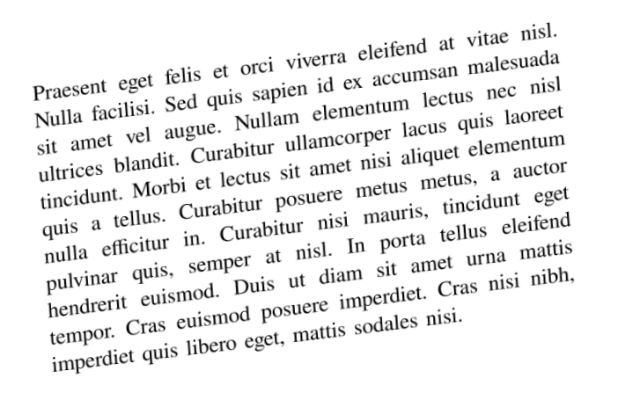 Praesent eget felis et orci viverra eleifend at vitae nisl.
Nulla facilisi. Sed quis sapien id ex accumsan malesuada
sit amet vel augue. Nullam elementum lectus nec nisl
ultrices blandit. Curabitur ullamcorper lacus quis laoreet
tincidunt. Morbi et lectus sit amet nisi aliquet elementum
quis a tellus. Curabitur posuere metus metus, a auctor
nulla efficitur in. Curabitur nisi mauris, tincidunt eget
pulvinar quis, semper at nisl. In porta tellus eleifend
hendrerit euismod. Duis ut diam sit amet urna mattis
tempor. Cras euismod posuere imperdiet. Cras nisi nibh,
imperdiet quis libero eget, mattis sodales nisi.